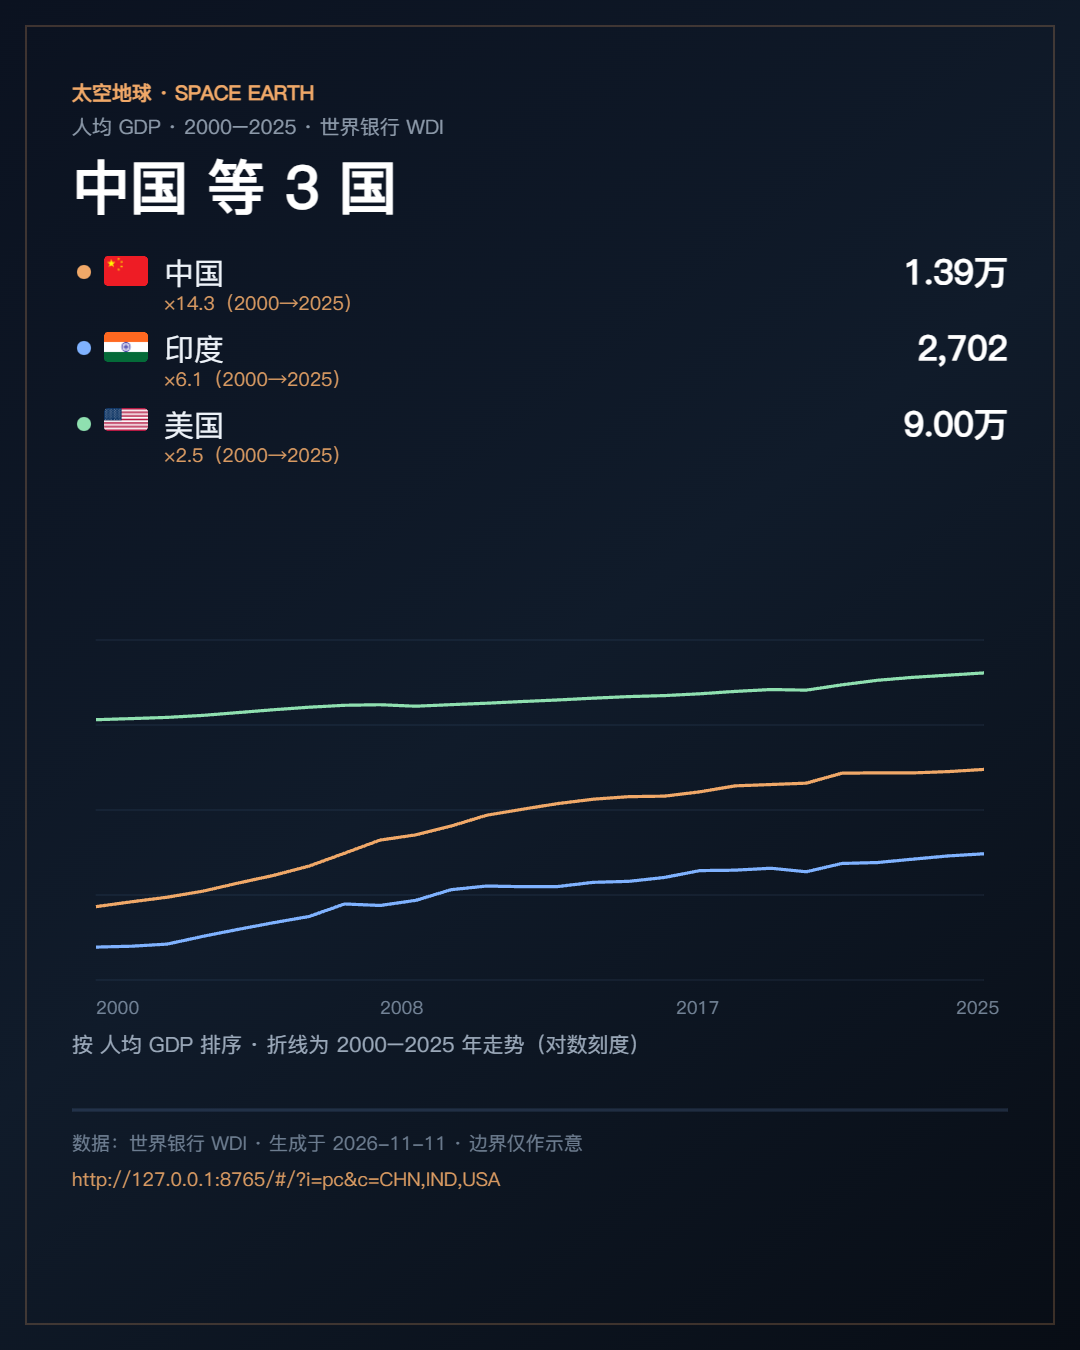 太空地球 · SPACE EARTH
人均 GDP · 2000—2025 · 世界银行 WDI
中国 等 3 国
中国 1.39万
×14.3（2000→2025）
印度 2,702
×6.1（2000→2025）
美国 9.00万
×2.5（2000→2025）
2000 2008 2017 2025
按 人均 GDP 排序 · 折线为 2000—2025 年走势（对数刻度）
数据：世界银行 WDI · 生成于 2026-11-11 · 边界仅作示意
http://127.0.0.1:8765/#/?i=pc&c=CHN,IND,USA